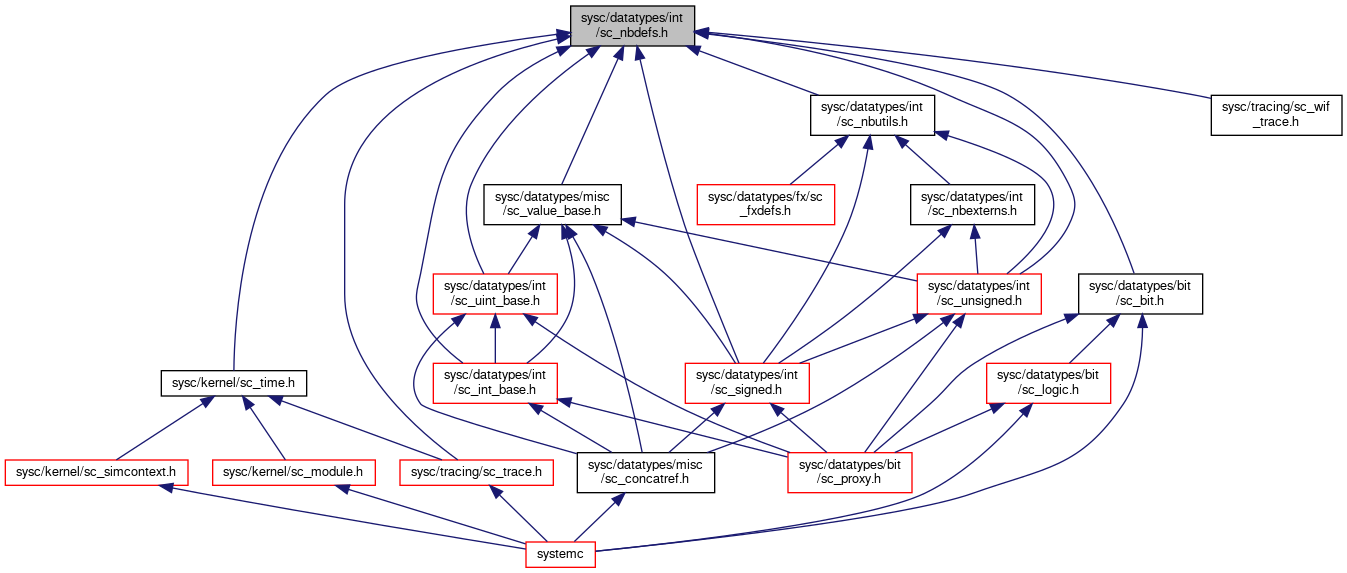 sysc/datatypes/int
/sc_nbdefs.h
sysc/datatypes/int
/sc_nbutils.h
sysc/tracing/sc_wif
_trace.h
sysc/datatypes/misc
/sc_value_base.h
sysc/datatypes/fx/sc
_fxdefs.h
sysc/datatypes/int
/sc_nbexterns.h
sysc/datatypes/int
/sc_uint_base.h
sysc/datatypes/int
/sc_unsigned.h
sysc/datatypes/bit
/sc_bit.h
sysc/kernel/sc_time.h
sysc/datatypes/int
/sc_int_base.h
sysc/datatypes/int
/sc_signed.h
sysc/datatypes/bit
/sc_logic.h
sysc/kernel/sc_simcontext.h
sysc/kernel/sc_module.h
sysc/tracing/sc_trace.h
sysc/datatypes/misc
/sc_concatref.h
sysc/datatypes/bit
/sc_proxy.h
systemc